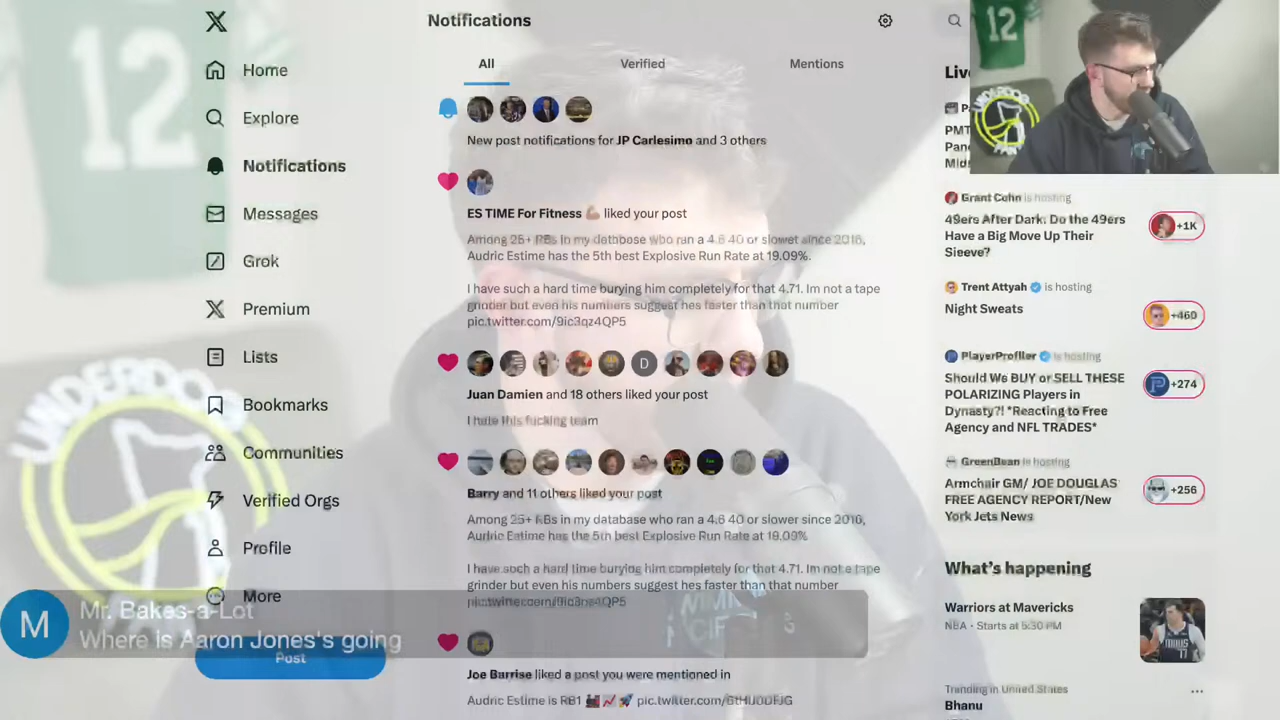 12
Home
Explore
Notifications
Messages
Grok
Premium
Lists
Bookmarks
Communities
Verified Orgs
Profile
More
Post
Notifications
All
Verified
Mentions
New post notifications for JP Carlesimo and 3 others
ES TIME For Fitness 💪🏽 liked your post
Among 25+ RBs in my database who ran a 4.6 40 or slower since 2016,
Audric Estime has the 5th best Explosive Run Rate at 19.09%.
I have such a hard time burying him completely for that 4.71. Im not a tape
grinder but even his numbers suggest hes faster than that number
pic.twitter.com/9ic3qz4QP5
D
Juan Damien and 18 others liked your post
I hate this fucking team
Barry and 11 others liked your post
Among 25+ RBs in my database who ran a 4.6 40 or slower since 2016,
Audric Estime has the 5th best Explosive Run Rate at 19.09%
I have such a hard time burying him completely for that 4.71. Im not a tape
grinder but even his numbers suggest hes faster than that number
pic.twitter.com/9ic3qz4QP5
Joe Barrise liked a post you were mentioned in
Audric Estime is RB1 🚂📈🚀
12
UNDERDOG
Grant Cohn is hosting
49ers After Dark: Do the 49ers
Have a Big Move Up Their
Sleeve?
+1K
Trent Attyah is hosting
Night Sweats
+460
PlayerProfiler is hosting
Should We BUY or SELL THESE
POLARIZING Players in
Dynasty?! *Reacting to Free
Agency and NFL TRADES*
+274
GreenBean is hosting
Armchair GM/ JOE DOUGLAS
FREE AGENCY REPORT/New
York Jets News
+256
What's happening
Warriors at Mavericks
NBA · Starts at 5:30 PM
Trending in United States
Bhanu
UNDERDOG
M
Mr. Bakes-a-Lot
Where is Aaron Jones's going